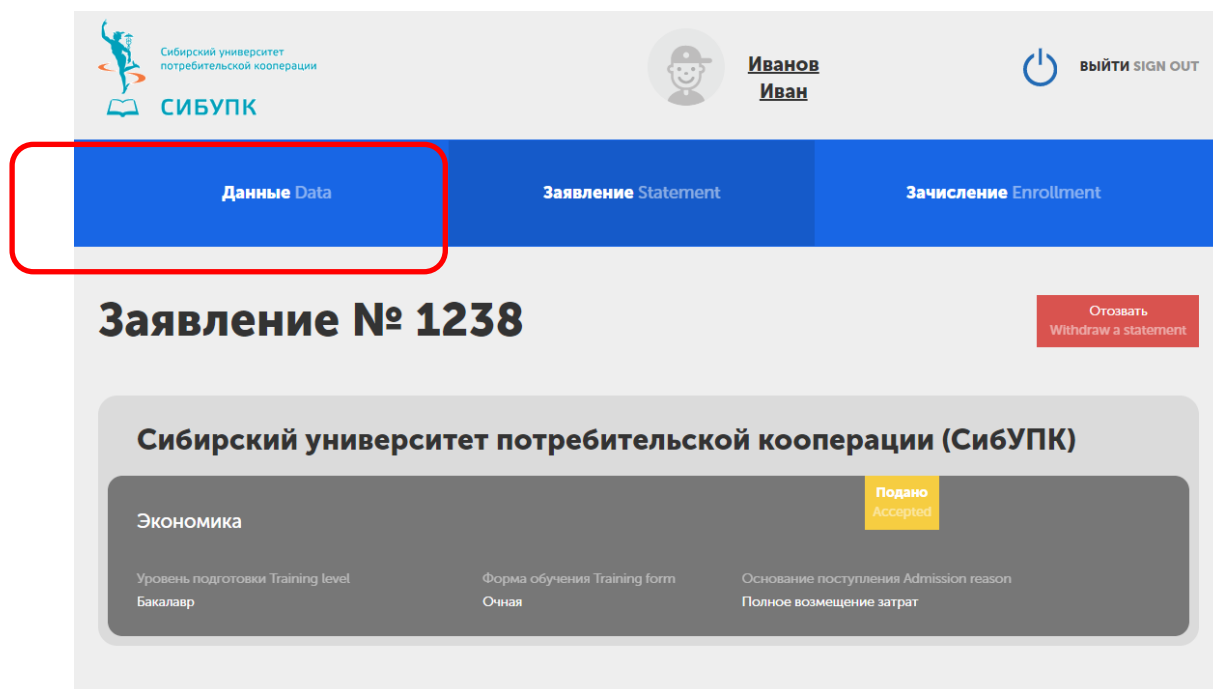 Сибирский университет
потребительской кооперации
СИБУПК
Иванов
Иван
ВЫЙТИ SIGN OUT
Данные Data
Заявление Statement
Зачисление Enrollment
Заявление № 1238
Отозвать
Withdraw a statement
Сибирский университет потребительской кооперации (СибУПК)
Подано
Accepted
Экономика
Уровень подготовки Training level
Бакалавр
Форма обучения Training form
Очная
Основание поступления Admission reason
Полное возмещение затрат